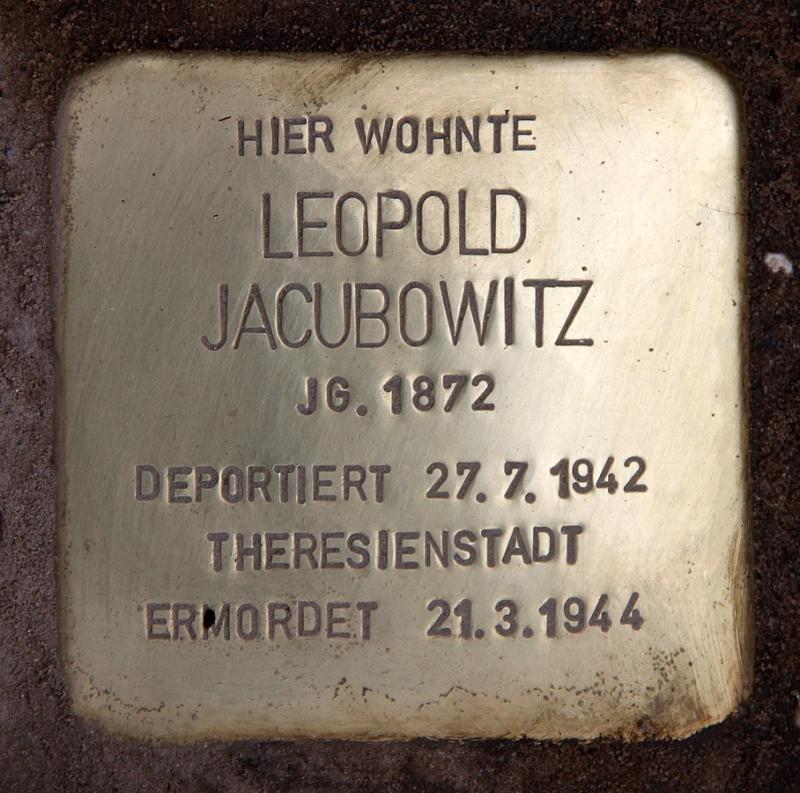 HIER WOHNTE
LEOPOLD
JACUBOWITZ
JG. 1872
DEPORTIERT 27.7.1942
THERESIENSTADT
ERMORDET 21.3.1944